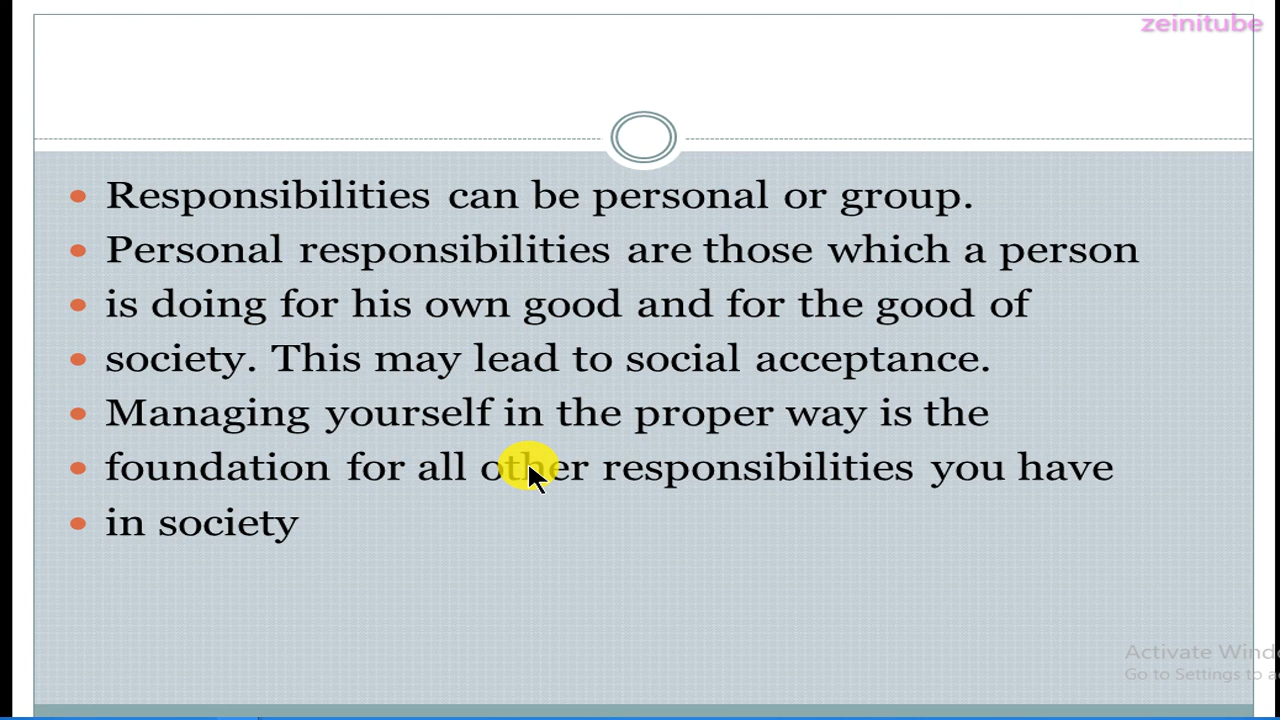 zeinitube
• Responsibilities can be personal or group.
• Personal responsibilities are those which a person
• is doing for his own good and for the good of
• society. This may lead to social acceptance.
• Managing yourself in the proper way is the
• foundation for all other responsibilities you have
• in society
Activate Wind
Go to Settings to a